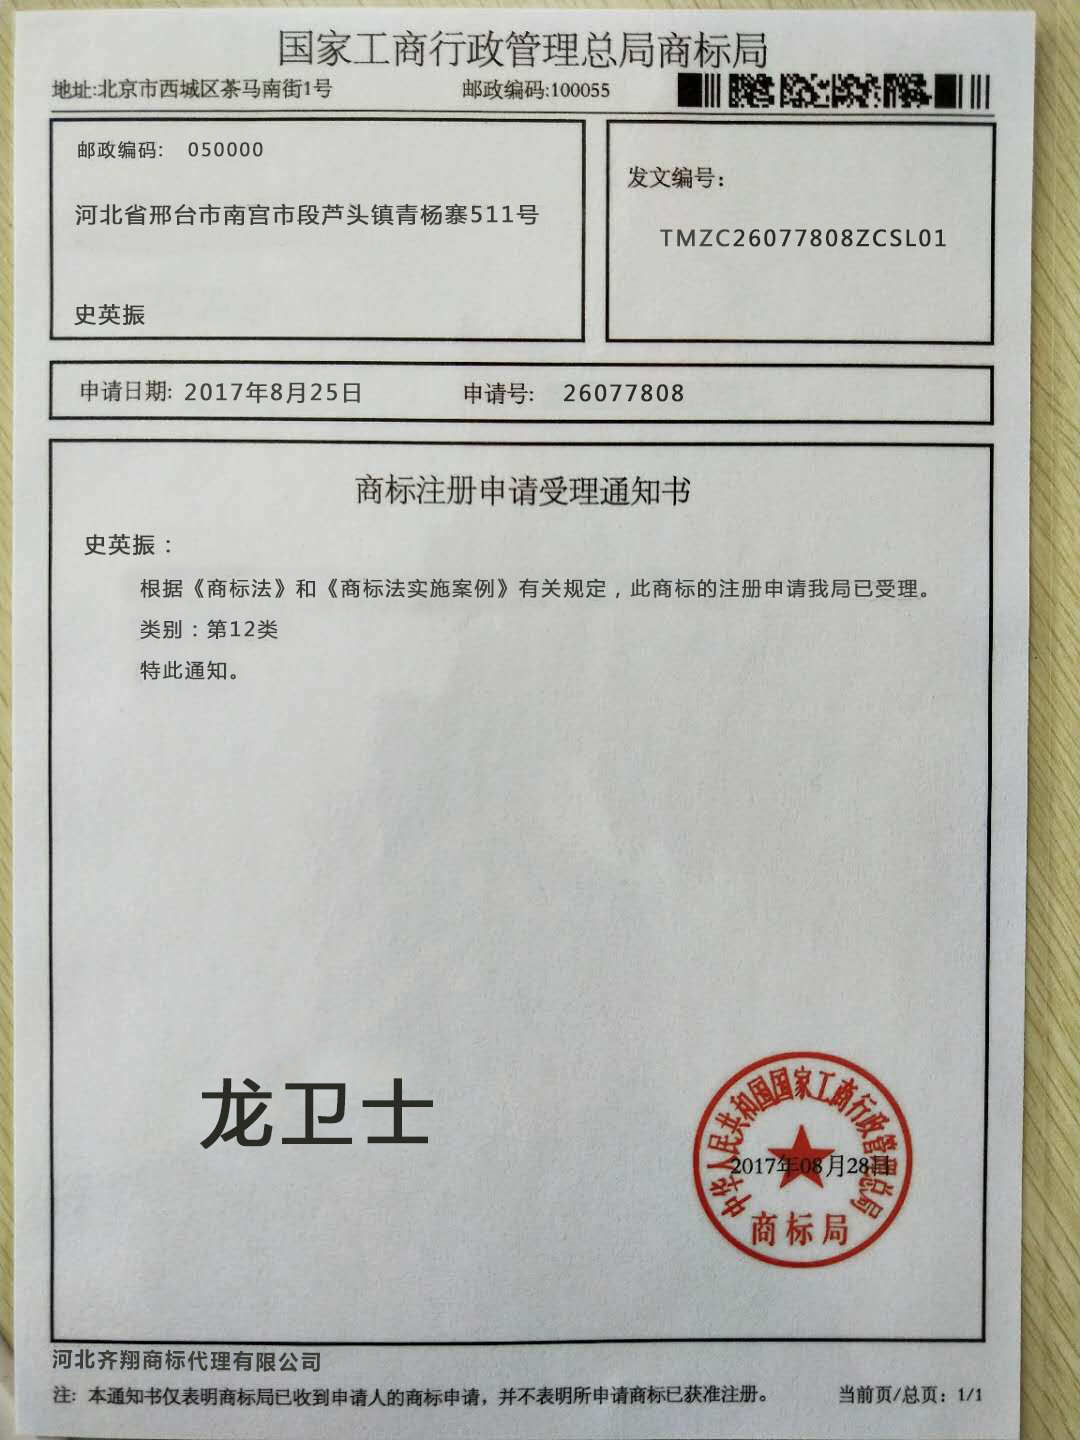 国家工商行政管理总局商标局
地址:北京市西城区茶马南街1号 邮政编码:100055
邮政编码: 050000
河北省邢台市南宫市段芦头镇青杨寨511号
史英振
发文编号:
TMZC26077808ZCSL01
申请日期: 2017年8月25日 申请号: 26077808
商标注册申请受理通知书
史英振：
根据《商标法》和《商标法实施案例》有关规定，此商标的注册申请我局已受理。
类别：第12类
特此通知。
龙卫士
中华人民共和国国家工商行政管理总局
2017年08月28日
商标局
河北齐翔商标代理有限公司
注: 本通知书仅表明商标局已收到申请人的商标申请，并不表明所申请商标已获准注册。 当前页/总页：1/1